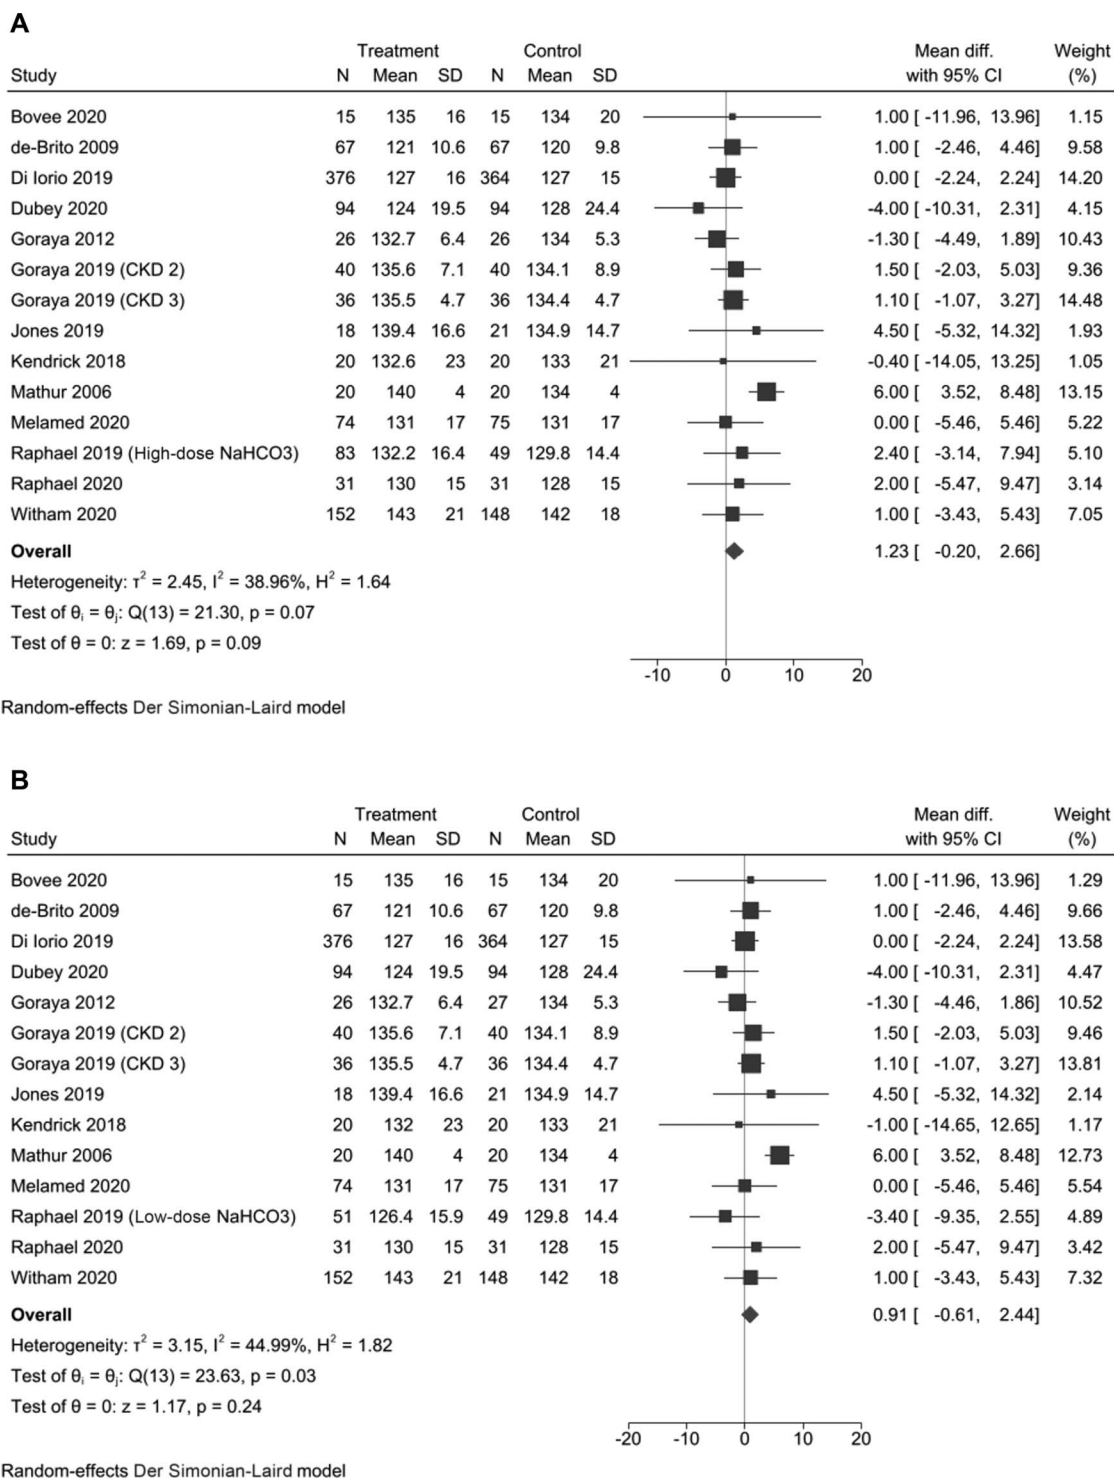 A
Treatment Control Mean diff. Weight
Study N Mean SD N Mean SD with 95% CI (%)
Bovee 2020 15 135 16 15 134 20 1.00 [ -11.96, 13.96] 1.15
de-Brito 2009 67 121 10.6 67 120 9.8 1.00 [ -2.46, 4.46] 9.58
Di Iorio 2019 376 127 16 364 127 15 0.00 [ -2.24, 2.24] 14.20
Dubey 2020 94 124 19.5 94 128 24.4 -4.00 [ -10.31, 2.31] 4.15
Goraya 2012 26 132.7 6.4 26 134 5.3 -1.30 [ -4.49, 1.89] 10.43
Goraya 2019 (CKD 2) 40 135.6 7.1 40 134.1 8.9 1.50 [ -2.03, 5.03] 9.36
Goraya 2019 (CKD 3) 36 135.5 4.7 36 134.4 4.7 1.10 [ -1.07, 3.27] 14.48
Jones 2019 18 139.4 16.6 21 134.9 14.7 4.50 [ -5.32, 14.32] 1.93
Kendrick 2018 20 132.6 23 20 133 21 -0.40 [ -14.05, 13.25] 1.05
Mathur 2006 20 140 4 20 134 4 6.00 [ 3.52, 8.48] 13.15
Melamed 2020 74 131 17 75 131 17 0.00 [ -5.46, 5.46] 5.22
Raphael 2019 (High-dose NaHCO3) 83 132.2 16.4 49 129.8 14.4 2.40 [ -3.14, 7.94] 5.10
Raphael 2020 31 130 15 31 128 15 2.00 [ -5.47, 9.47] 3.14
Witham 2020 152 143 21 148 142 18 1.00 [ -3.43, 5.43] 7.05
Overall 1.23 [ -0.20, 2.66]
Heterogeneity: τ² = 2.45, I² = 38.96%, H² = 1.64
Test of θᵢ = θⱼ: Q(13) = 21.30, p = 0.07
Test of θ = 0: z = 1.69, p = 0.09
-10 0 10 20
Random-effects Der Simonian-Laird model
B
Treatment Control Mean diff. Weight
Study N Mean SD N Mean SD with 95% CI (%)
Bovee 2020 15 135 16 15 134 20 1.00 [ -11.96, 13.96] 1.29
de-Brito 2009 67 121 10.6 67 120 9.8 1.00 [ -2.46, 4.46] 9.66
Di Iorio 2019 376 127 16 364 127 15 0.00 [ -2.24, 2.24] 13.58
Dubey 2020 94 124 19.5 94 128 24.4 -4.00 [ -10.31, 2.31] 4.47
Goraya 2012 26 132.7 6.4 27 134 5.3 -1.30 [ -4.46, 1.86] 10.52
Goraya 2019 (CKD 2) 40 135.6 7.1 40 134.1 8.9 1.50 [ -2.03, 5.03] 9.46
Goraya 2019 (CKD 3) 36 135.5 4.7 36 134.4 4.7 1.10 [ -1.07, 3.27] 13.81
Jones 2019 18 139.4 16.6 21 134.9 14.7 4.50 [ -5.32, 14.32] 2.14
Kendrick 2018 20 132 23 20 133 21 -1.00 [ -14.65, 12.65] 1.17
Mathur 2006 20 140 4 20 134 4 6.00 [ 3.52, 8.48] 12.73
Melamed 2020 74 131 17 75 131 17 0.00 [ -5.46, 5.46] 5.54
Raphael 2019 (Low-dose NaHCO3) 51 126.4 15.9 49 129.8 14.4 -3.40 [ -9.35, 2.55] 4.89
Raphael 2020 31 130 15 31 128 15 2.00 [ -5.47, 9.47] 3.42
Witham 2020 152 143 21 148 142 18 1.00 [ -3.43, 5.43] 7.32
Overall 0.91 [ -0.61, 2.44]
Heterogeneity: τ² = 3.15, I² = 44.99%, H² = 1.82
Test of θᵢ = θⱼ: Q(13) = 23.63, p = 0.03
Test of θ = 0: z = 1.17, p = 0.24
-20 -10 0 10 20
Random-effects Der Simonian-Laird model